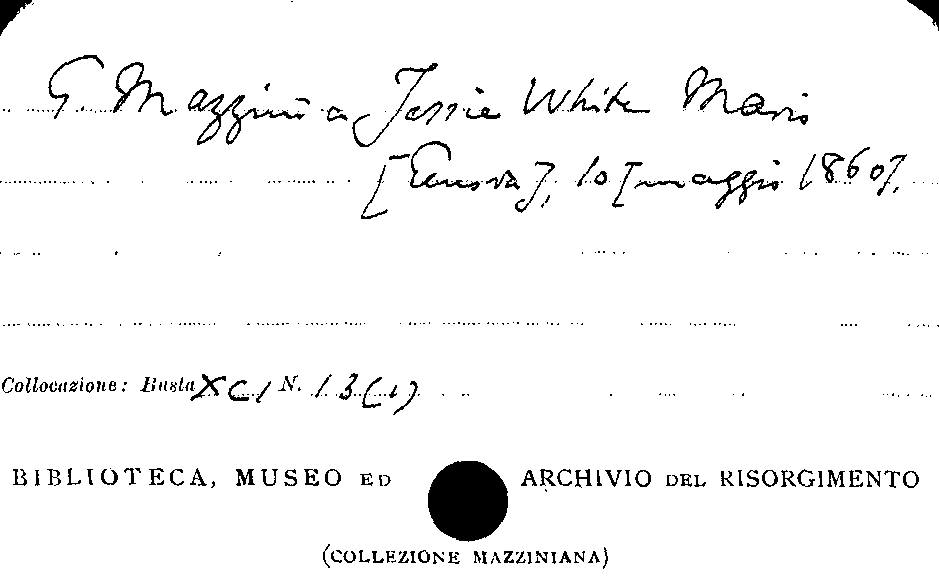 G. Mazzini a Jessie White Mario
[Genova], 10 [maggio 1860].
Collocazione: Busta XCI N. 13(1)
BIBLIOTECA, MUSEO ED ARCHIVIO DEL RISORGIMENTO
(COLLEZIONE MAZZINIANA)